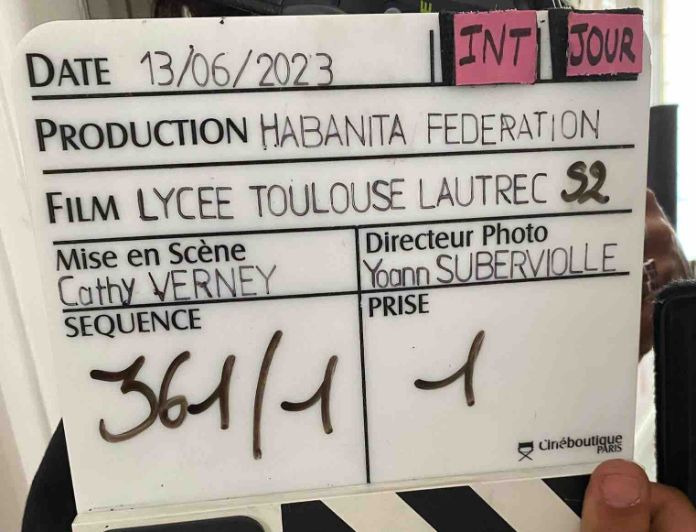 DATE 13/06/2023 INT JOUR
PRODUCTION HABANITA FEDERATION
FILM LYCEE TOULOUSE LAUTREC S2
Mise en Scène
Cathy VERNEY
Directeur Photo
Yoann SUBERVIOLLE
SEQUENCE
361/1
PRISE
1
Cinéboutique
PARIS